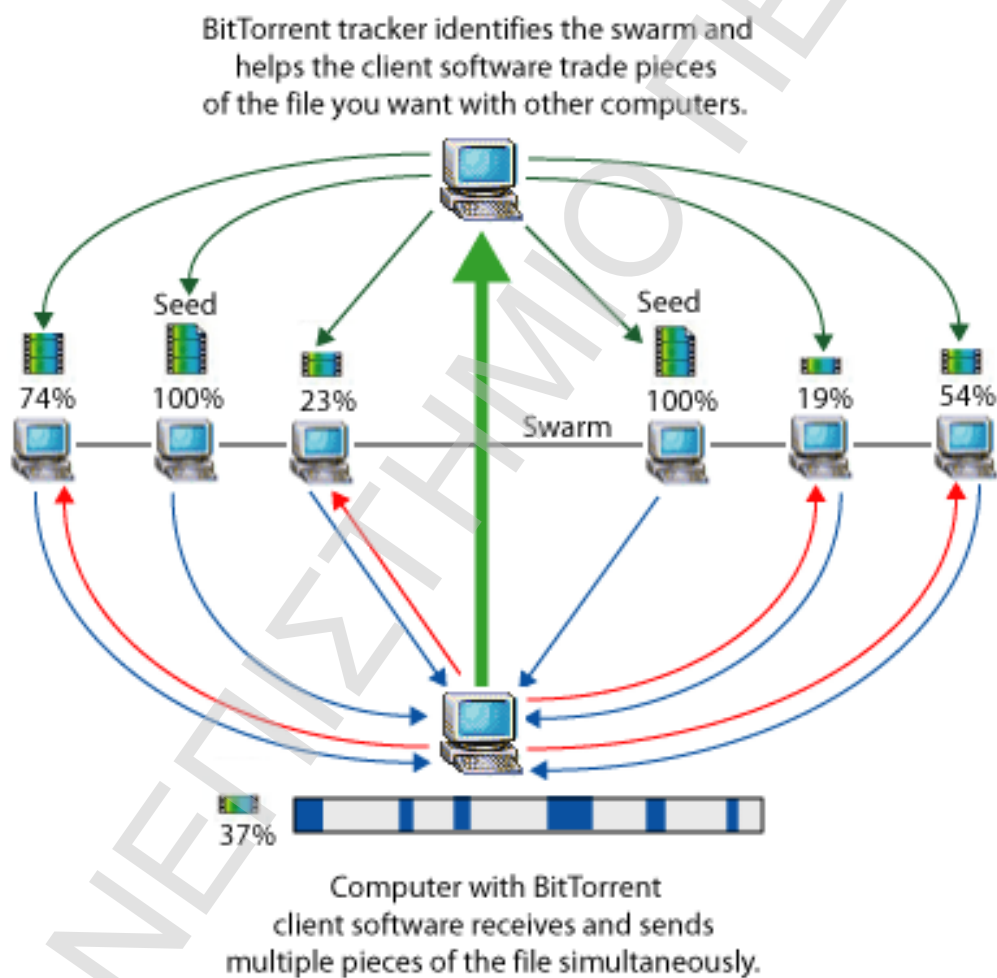 BitTorrent tracker identifies the swarm and
helps the client software trade pieces
of the file you want with other computers.
Seed
Seed
74%
100%
23%
100%
19%
54%
Swarm
37%
Computer with BitTorrent
client software receives and sends
multiple pieces of the file simultaneously.
ΝΕΠΙΣΤΗΜΙΟ ΠΕ